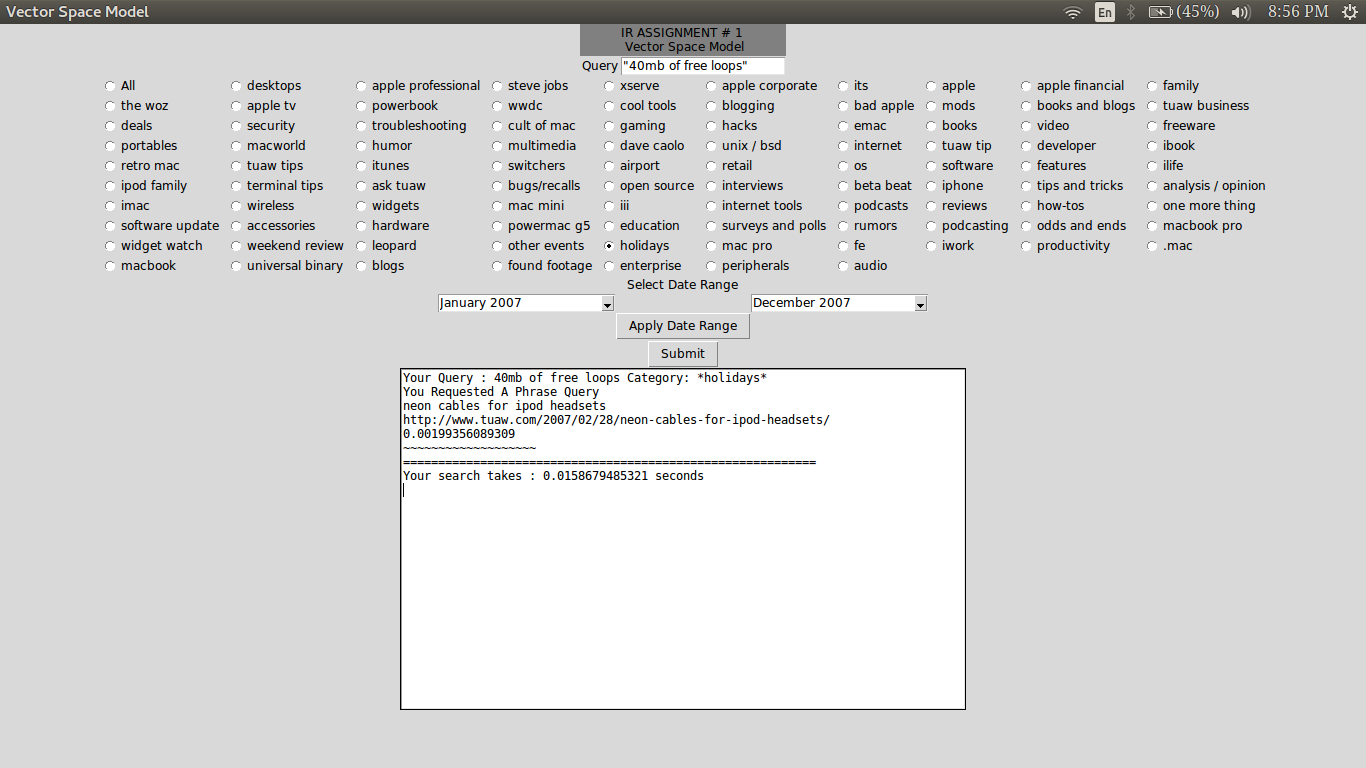 Vector Space Model En (45%) 8:56 PM
IR ASSIGNMENT # 1
Vector Space Model
Query "40mb of free loops"
All desktops apple professional steve jobs xserve apple corporate its apple apple financial family
the woz apple tv powerbook wwdc cool tools blogging bad apple mods books and blogs tuaw business
deals security troubleshooting cult of mac gaming hacks emac books video freeware
portables macworld humor multimedia dave caolo unix / bsd internet tuaw tip developer ibook
retro mac tuaw tips itunes switchers airport retail os software features ilife
ipod family terminal tips ask tuaw bugs/recalls open source interviews beta beat iphone tips and tricks analysis / opinion
imac wireless widgets mac mini iii internet tools podcasts reviews how-tos one more thing
software update accessories hardware powermac g5 education surveys and polls rumors podcasting odds and ends macbook pro
widget watch weekend review leopard other events holidays mac pro fe iwork productivity .mac
macbook universal binary blogs found footage enterprise peripherals audio
Select Date Range
January 2007 December 2007
Apply Date Range
Submit
Your Query : 40mb of free loops Category: *holidays*
You Requested A Phrase Query
neon cables for ipod headsets
http://www.tuaw.com/2007/02/28/neon-cables-for-ipod-headsets/
0.00199356089309
~~~~~~~~~~~~~~~~~~~
===========================================================
Your search takes : 0.0158679485321 seconds